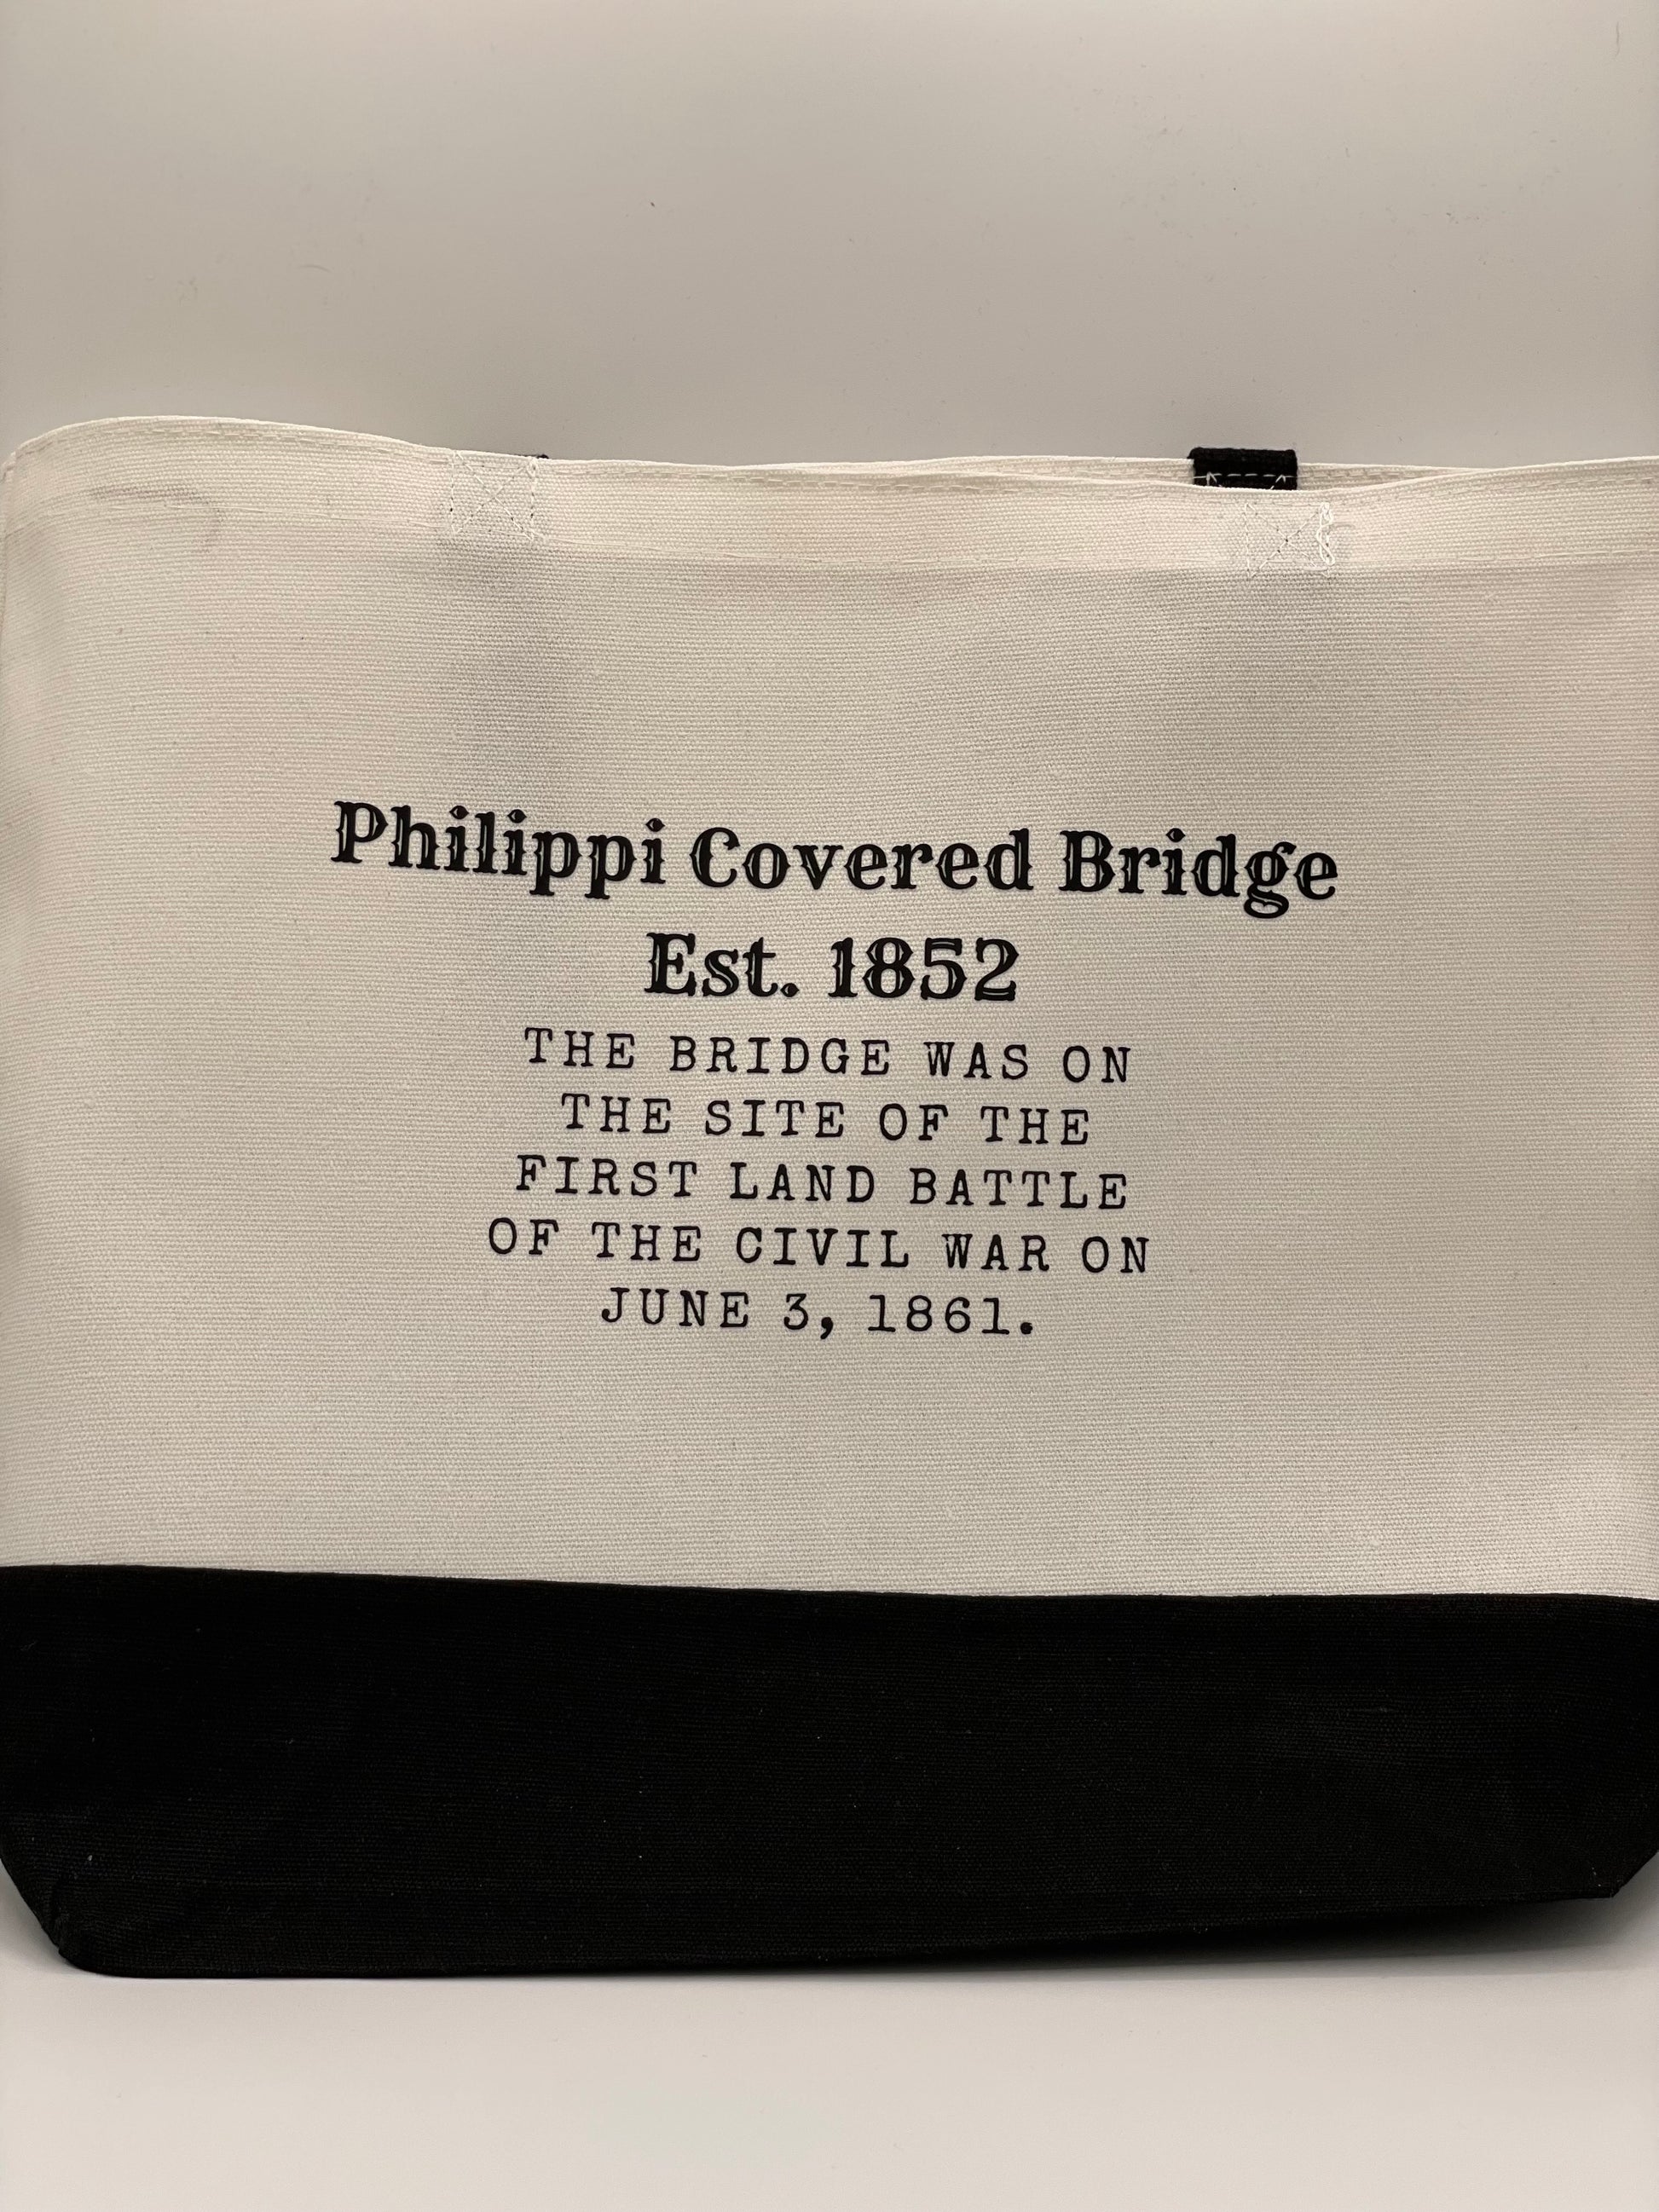 Philippi Covered Bridge
Est. 1852
THE BRIDGE WAS ON
THE SITE OF THE
FIRST LAND BATTLE
OF THE CIVIL WAR ON
JUNE 3, 1861.